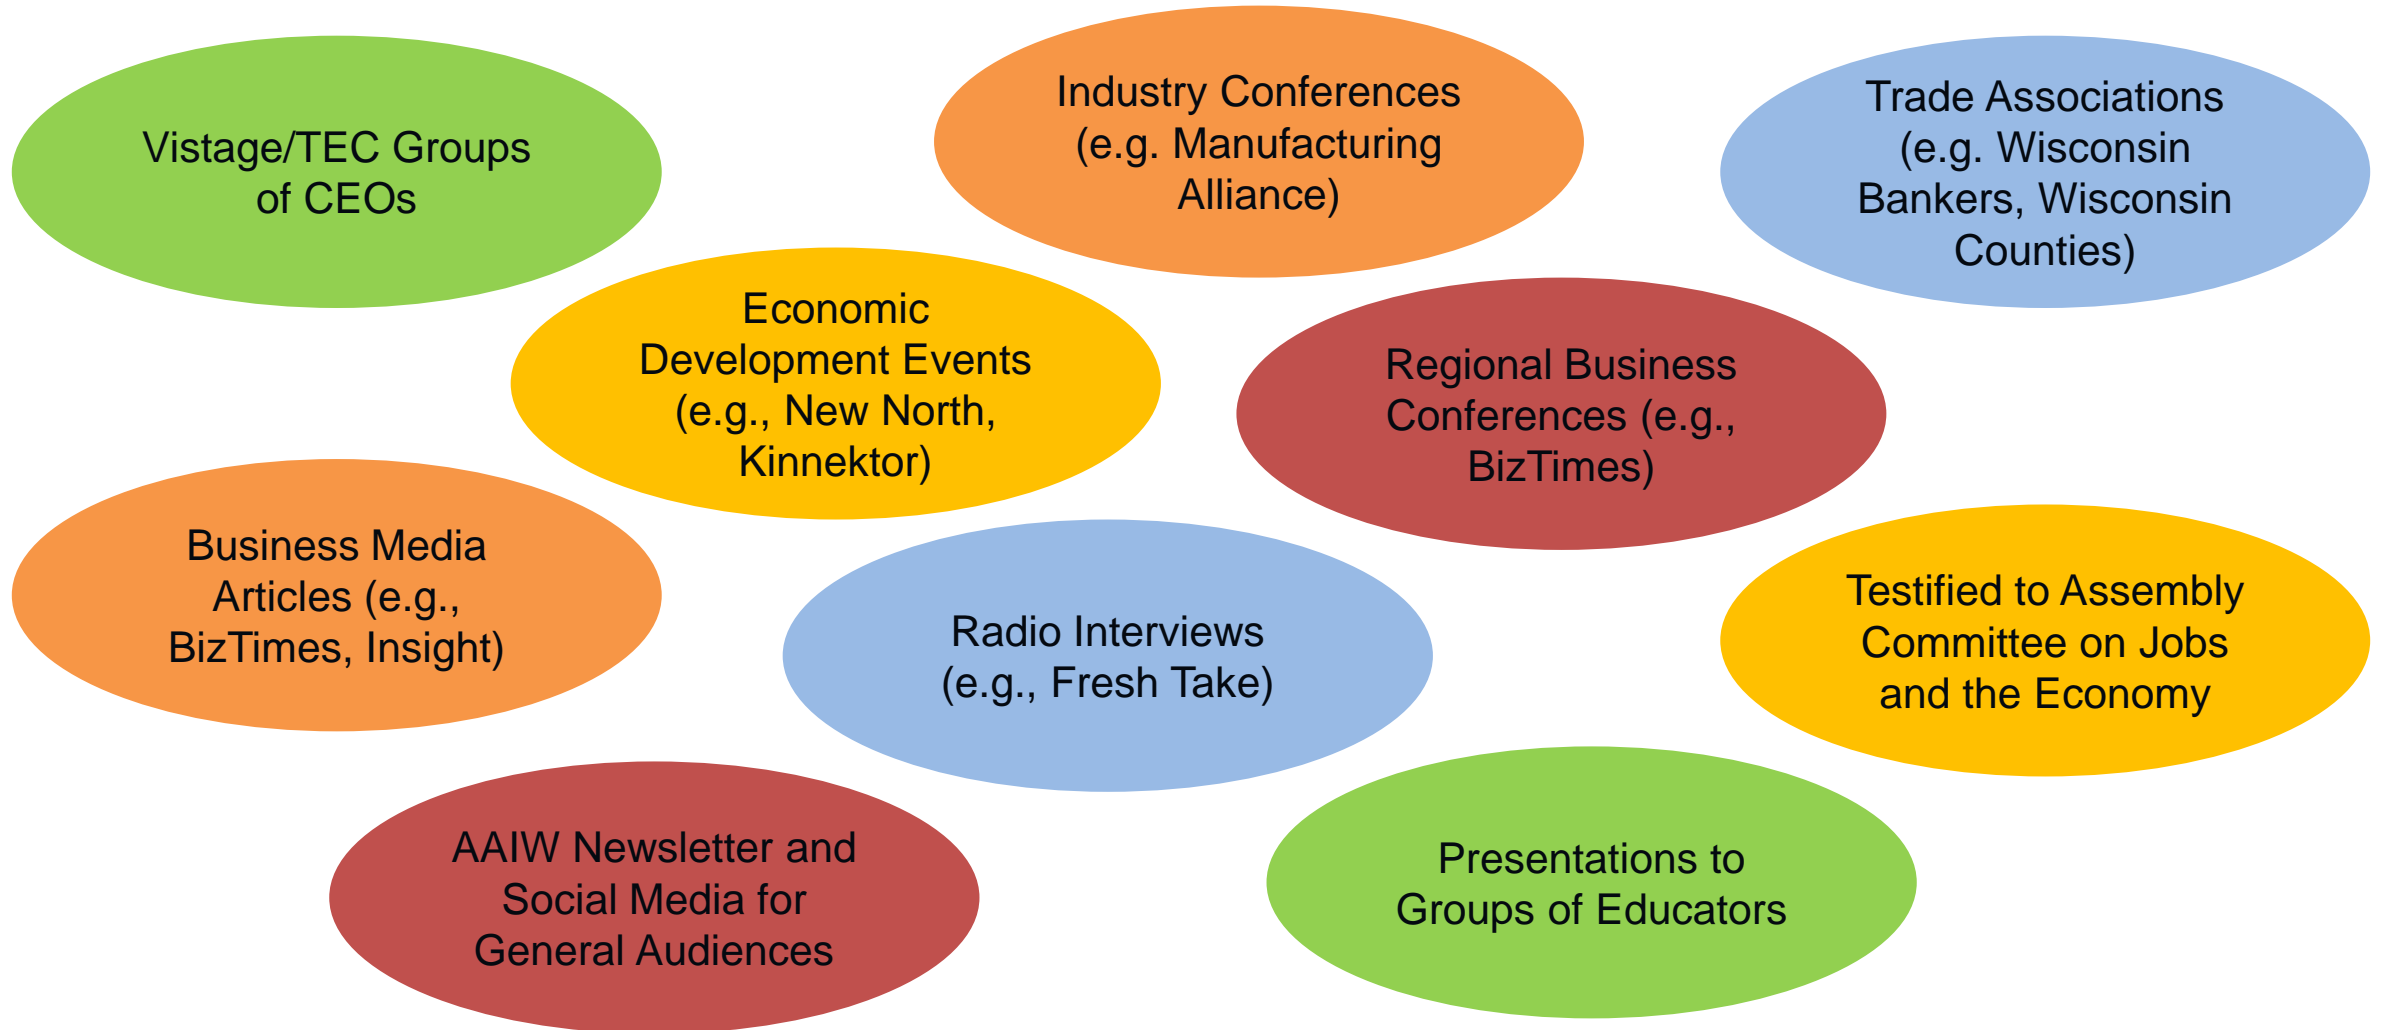 Vistage/TEC Groups
of CEOs
Industry Conferences
(e.g. Manufacturing
Alliance)
Trade Associations
(e.g. Wisconsin
Bankers, Wisconsin
Counties)
Economic
Development Events
(e.g., New North,
Kinnektor)
Regional Business
Conferences (e.g.,
BizTimes)
Business Media
Articles (e.g.,
BizTimes, Insight)
Radio Interviews
(e.g., Fresh Take)
Testified to Assembly
Committee on Jobs
and the Economy
AAIW Newsletter and
Social Media for
General Audiences
Presentations to
Groups of Educators